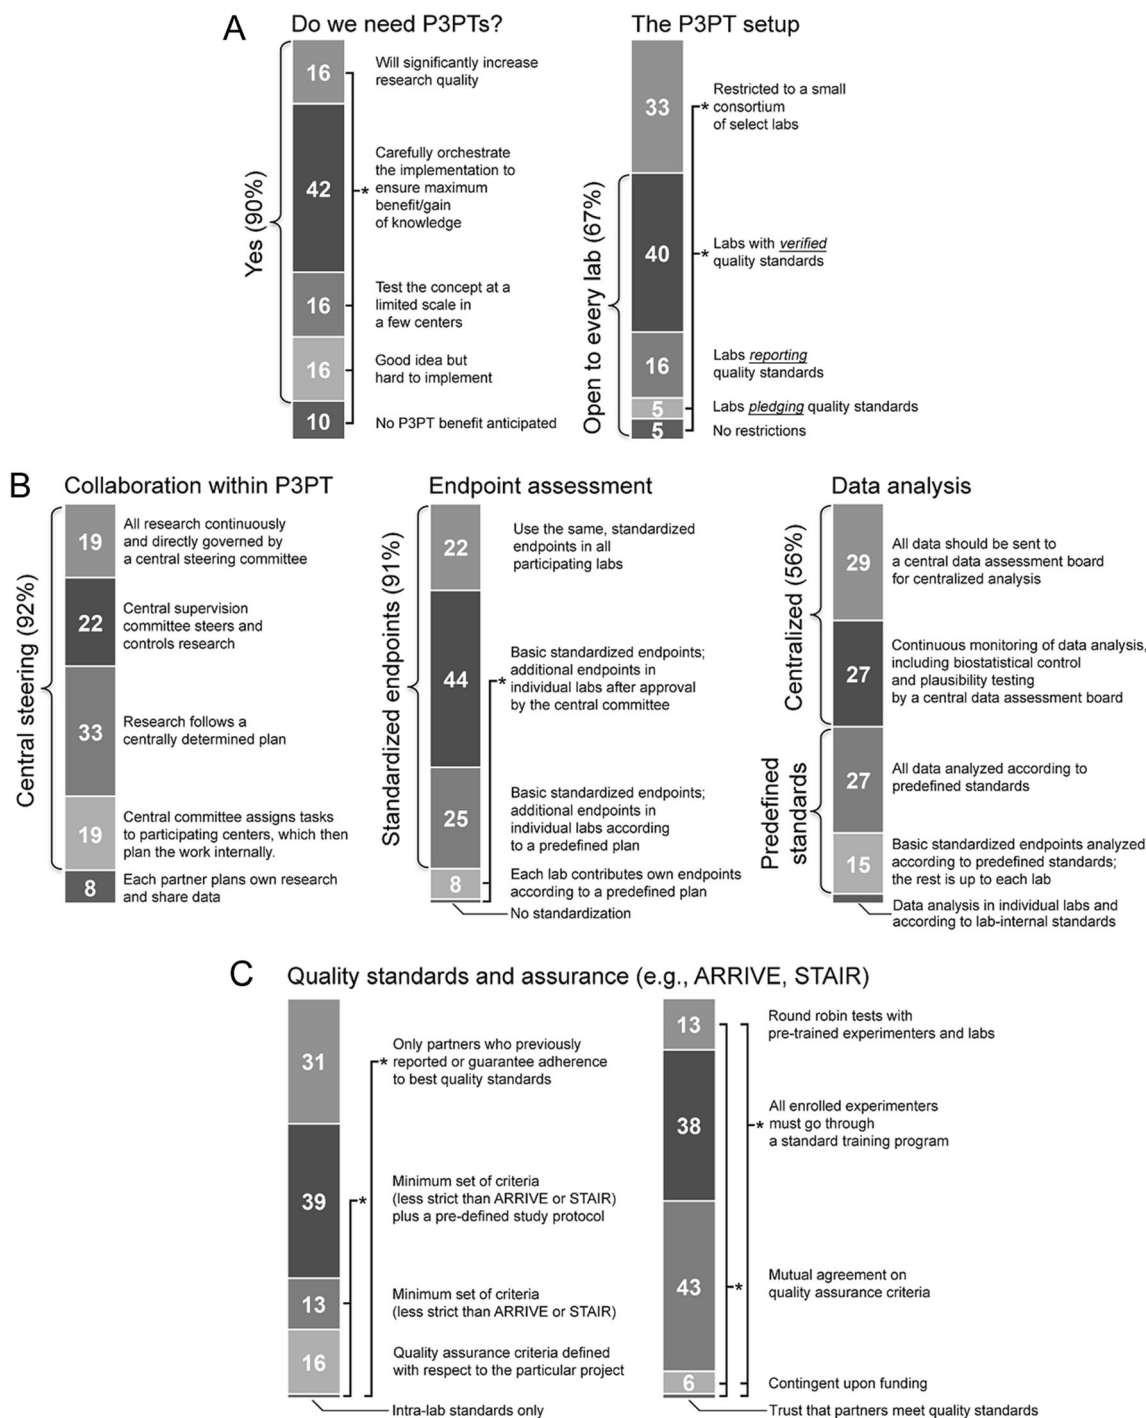 A
Do we need P3PTs?
Yes (90%)
16
Will significantly increase
research quality
42
Carefully orchestrate
the implementation to
* ensure maximum
benefit/gain
of knowledge
16
Test the concept at a
limited scale in
a few centers
16
Good idea but
hard to implement
10
No P3PT benefit anticipated
The P3PT setup
33
Restricted to a small
* consortium
of select labs
Open to every lab (67%)
40
* Labs with verified
quality standards
16
Labs reporting
quality standards
5
Labs pledging quality standards
5
No restrictions
B
Collaboration within P3PT
Central steering (92%)
19
All research continuously
and directly governed by
a central steering committee
22
Central supervision
committee steers and
controls research
33
Research follows a
centrally determined plan
19
Central committee assigns tasks
to participating centers, which then
plan the work internally.
8
Each partner plans own research
and share data
Endpoint assessment
Standardized endpoints (91%)
22
Use the same, standardized
endpoints in all
participating labs
44
Basic standardized endpoints;
* additional endpoints in
individual labs after approval
by the central committee
25
Basic standardized endpoints;
additional endpoints in
individual labs according
to a predefined plan
8
Each lab contributes own endpoints
according to a predefined plan
No standardization
Data analysis
Centralized (56%)
29
All data should be sent to
a central data assessment board
for centralized analysis
27
Continuous monitoring of data analysis,
including biostatistical control
and plausibility testing
by a central data assessment board
Predefined
standards
27
All data analyzed according to
predefined standards
15
Basic standardized endpoints analyzed
according to predefined standards;
the rest is up to each lab
Data analysis in individual labs and
according to lab-internal standards
C
Quality standards and assurance (e.g., ARRIVE, STAIR)
31
Only partners who previously
* reported or guarantee adherence
to best quality standards
39
Minimum set of criteria
* (less strict than ARRIVE or STAIR)
plus a pre-defined study protocol
13
Minimum set of criteria
(less strict than ARRIVE or STAIR)
16
Quality assurance criteria defined
with respect to the particular project
Intra-lab standards only
13
Round robin tests with
pre-trained experimenters and labs
38
All enrolled experimenters
* must go through
a standard training program
43
* Mutual agreement on
quality assurance criteria
6
Contingent upon funding
Trust that partners meet quality standards